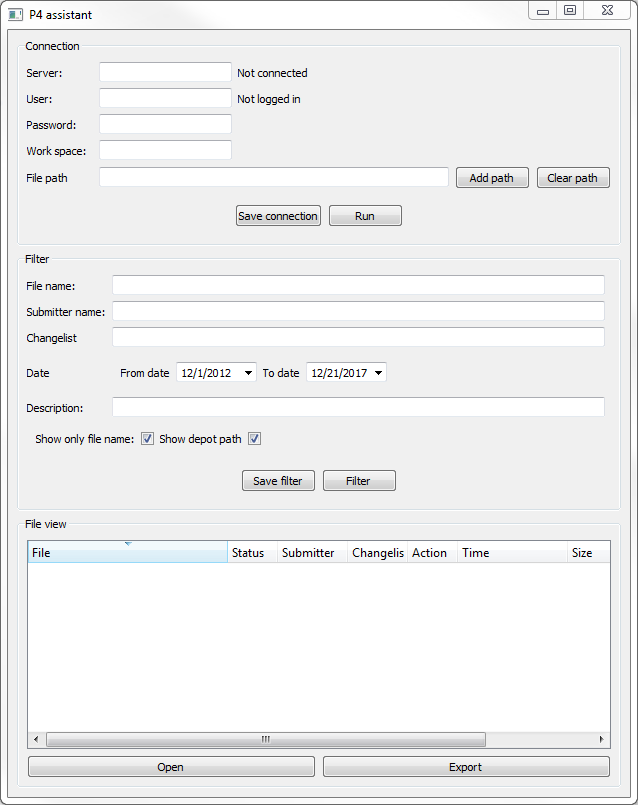 P4 assistant
Connection
Server: Not connected
User: Not logged in
Password:
Work space:
File path Add path Clear path
Save connection Run
Filter
File name:
Submitter name:
Changelist
Date From date 12/1/2012 To date 12/21/2017
Description:
Show only file name: Show depot path
Save filter Filter
File view
File Status Submitter Changelis Action Time Size
Open Export